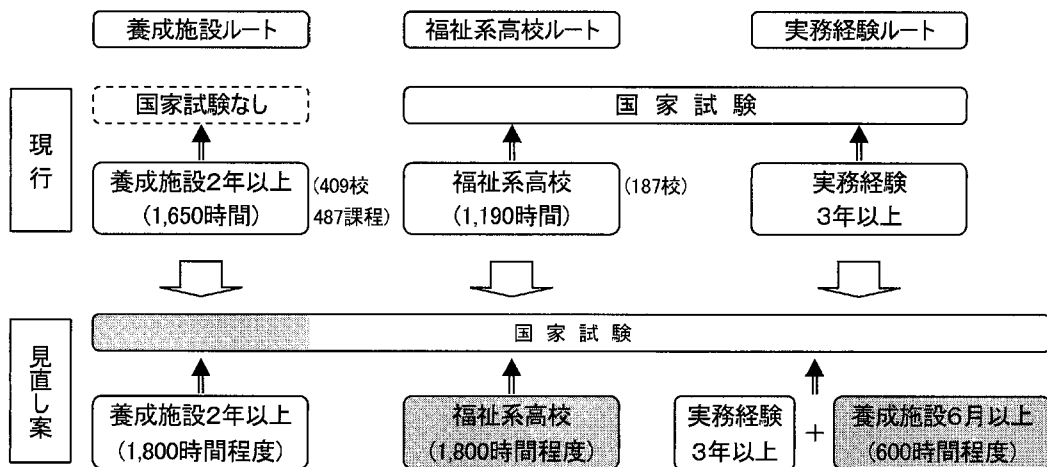 養成施設ルート
福祉系高校ルート
実務経験ルート
現行
国家試験なし
国家試験
養成施設2年以上
(1,650時間)
(409校
487課程)
福祉系高校
(1,190時間)
(187校)
実務経験
3年以上
見直し案
国家試験
養成施設2年以上
(1,800時間程度)
福祉系高校
(1,800時間程度)
実務経験
3年以上
+
養成施設6月以上
(600時間程度)